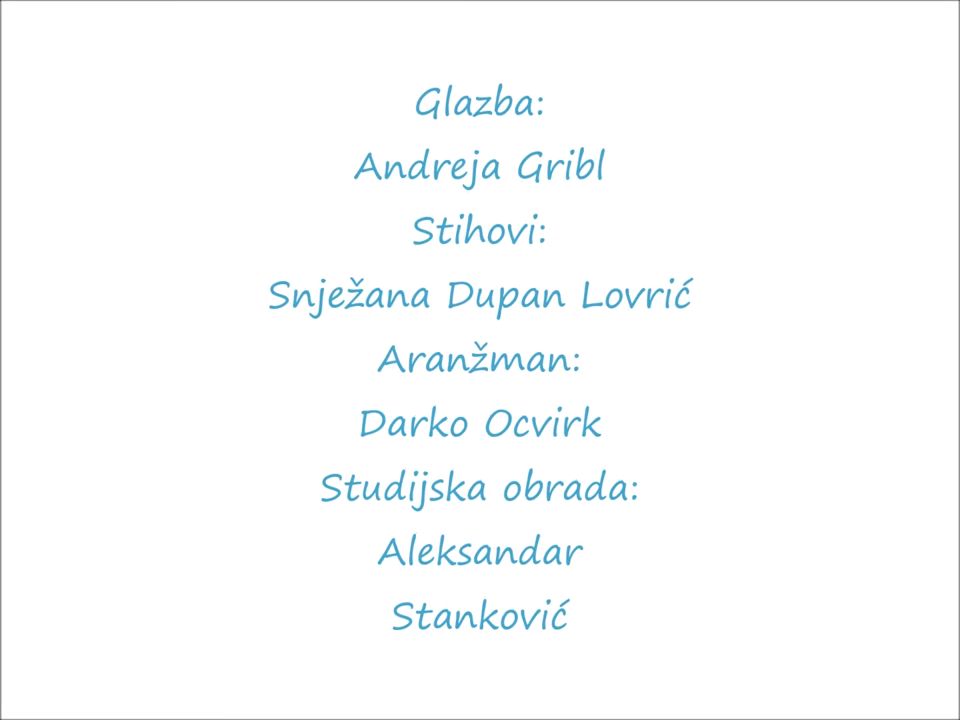 Glazba:
Andreja Gribl
Stihovi:
Snježana Dupan Lovrić
Aranžman:
Darko Ocvirk
Studijska obrada:
Aleksandar
Stanković